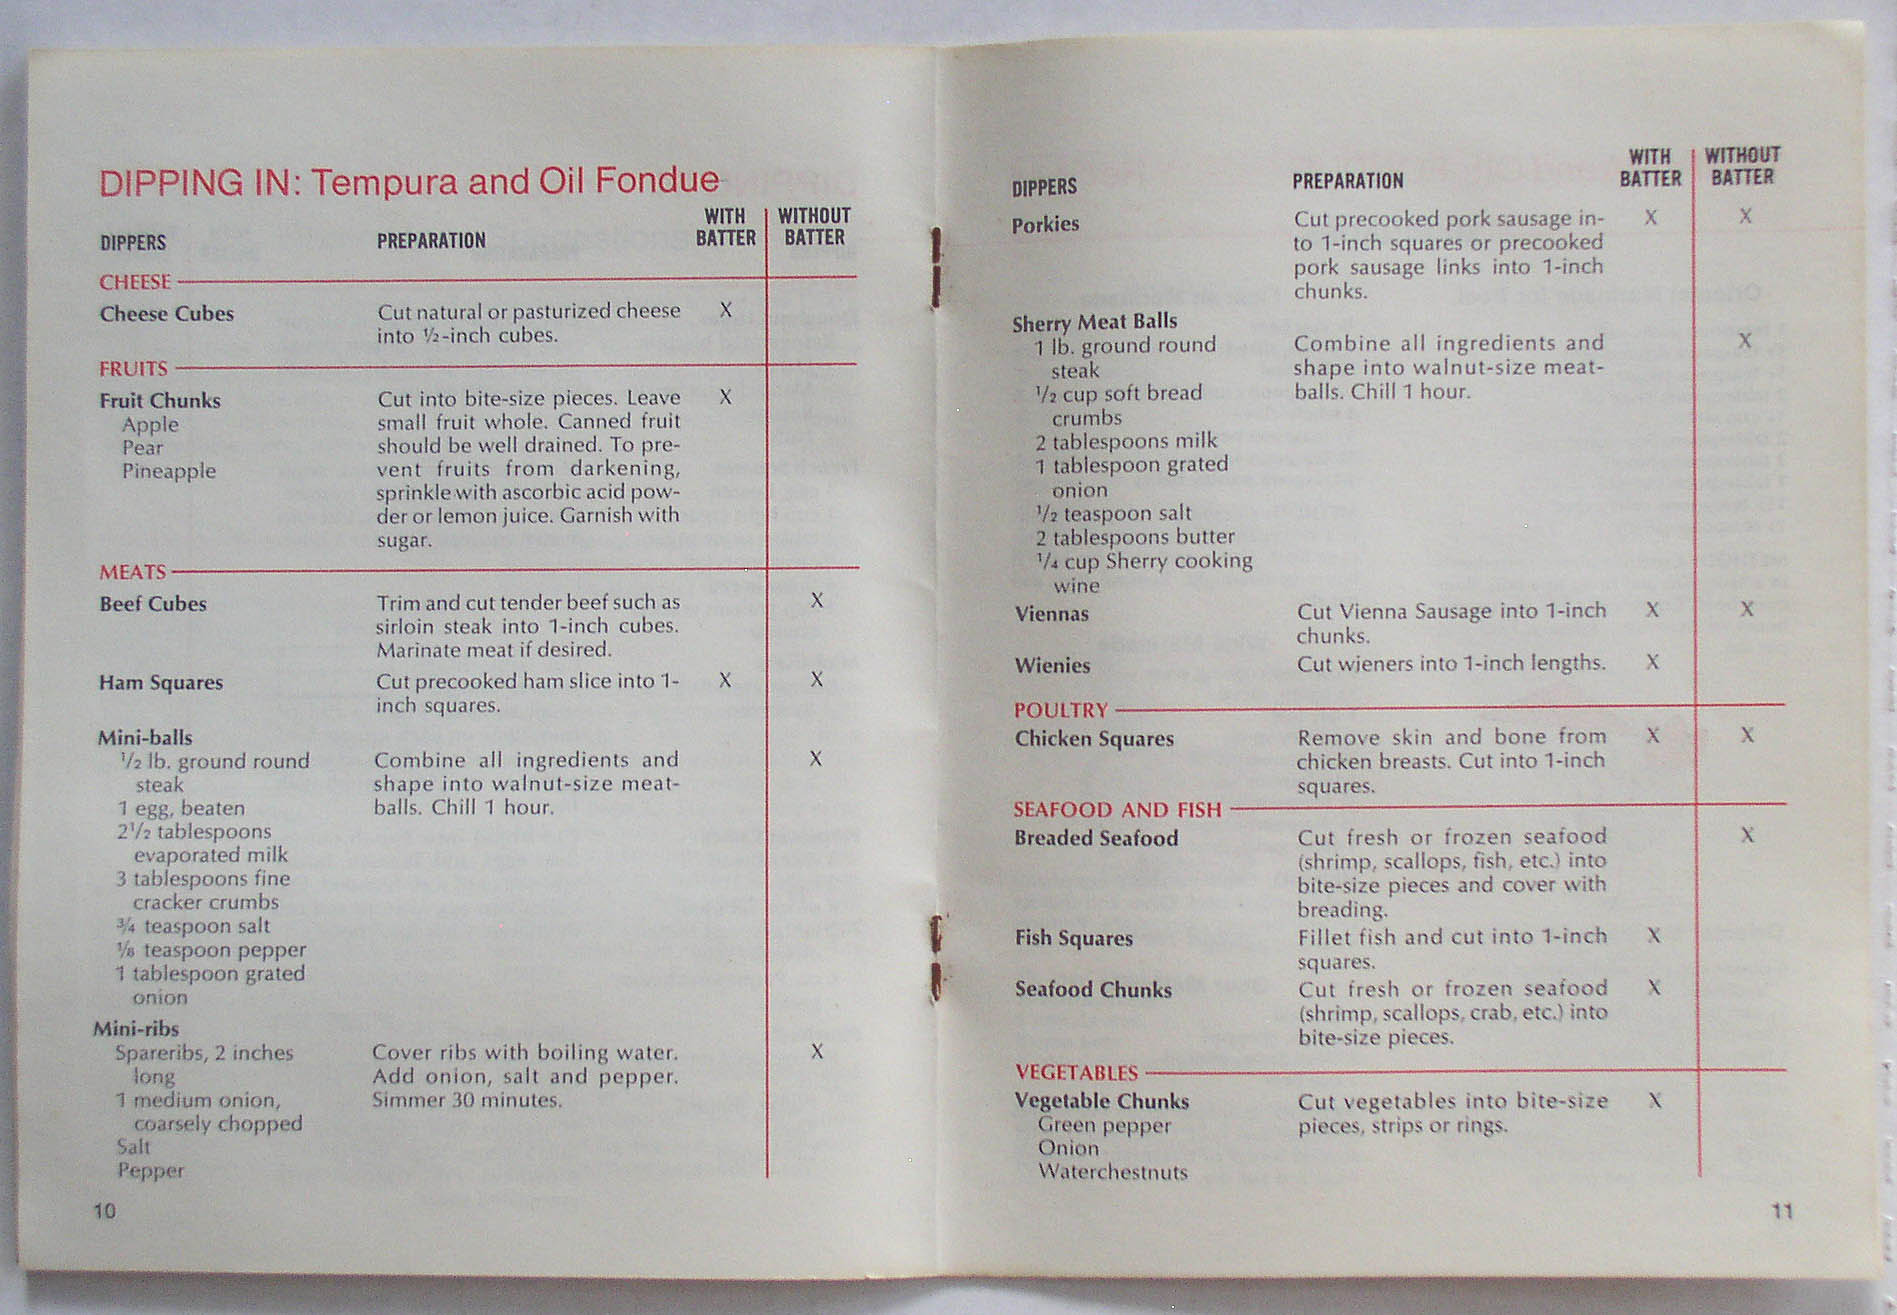 DIPPING IN: Tempura and Oil Fondue
DIPPERS PREPARATION WITH BATTER WITHOUT BATTER
CHEESE
Cheese Cubes Cut natural or pasturized cheese X
into 1/2-inch cubes.
FRUITS
Fruit Chunks Cut into bite-size pieces. Leave X
Apple small fruit whole. Canned fruit
Pear should be well drained. To pre-
Pineapple vent fruits from darkening,
sprinkle with ascorbic acid pow-
der or lemon juice. Garnish with
sugar.
MEATS
Beef Cubes Trim and cut tender beef such as X
sirloin steak into 1-inch cubes.
Marinate meat if desired.
Ham Squares Cut precooked ham slice into 1- X X
inch squares.
Mini-balls
1/2 lb. ground round Combine all ingredients and X
steak shape into walnut-size meat-
1 egg, beaten balls. Chill 1 hour.
2 1/2 tablespoons
evaporated milk
3 tablespoons fine
cracker crumbs
3/4 teaspoon salt
1/8 teaspoon pepper
1 tablespoon grated
onion
Mini-ribs
Spareribs, 2 inches Cover ribs with boiling water. X
long Add onion, salt and pepper.
1 medium onion, Simmer 30 minutes.
coarsely chopped
Salt
Pepper
10
DIPPERS PREPARATION WITH BATTER WITHOUT BATTER
Porkies Cut precooked pork sausage in- X X
to 1-inch squares or precooked
pork sausage links into 1-inch
chunks.
Sherry Meat Balls
1 lb. ground round Combine all ingredients and X
steak shape into walnut-size meat-
1/2 cup soft bread balls. Chill 1 hour.
crumbs
2 tablespoons milk
1 tablespoon grated
onion
1/2 teaspoon salt
2 tablespoons butter
1/4 cup Sherry cooking
wine
Viennas Cut Vienna Sausage into 1-inch X X
chunks.
Wienies Cut wieners into 1-inch lengths. X
POULTRY
Chicken Squares Remove skin and bone from X X
chicken breasts. Cut into 1-inch
squares.
SEAFOOD AND FISH
Breaded Seafood Cut fresh or frozen seafood X
(shrimp, scallops, fish, etc.) into
bite-size pieces and cover with
breading.
Fish Squares Fillet fish and cut into 1-inch X
squares.
Seafood Chunks Cut fresh or frozen seafood X
(shrimp, scallops, crab, etc.) into
bite-size pieces.
VEGETABLES
Vegetable Chunks Cut vegetables into bite-size X
Green pepper pieces, strips or rings.
Onion
Waterchestnuts
11